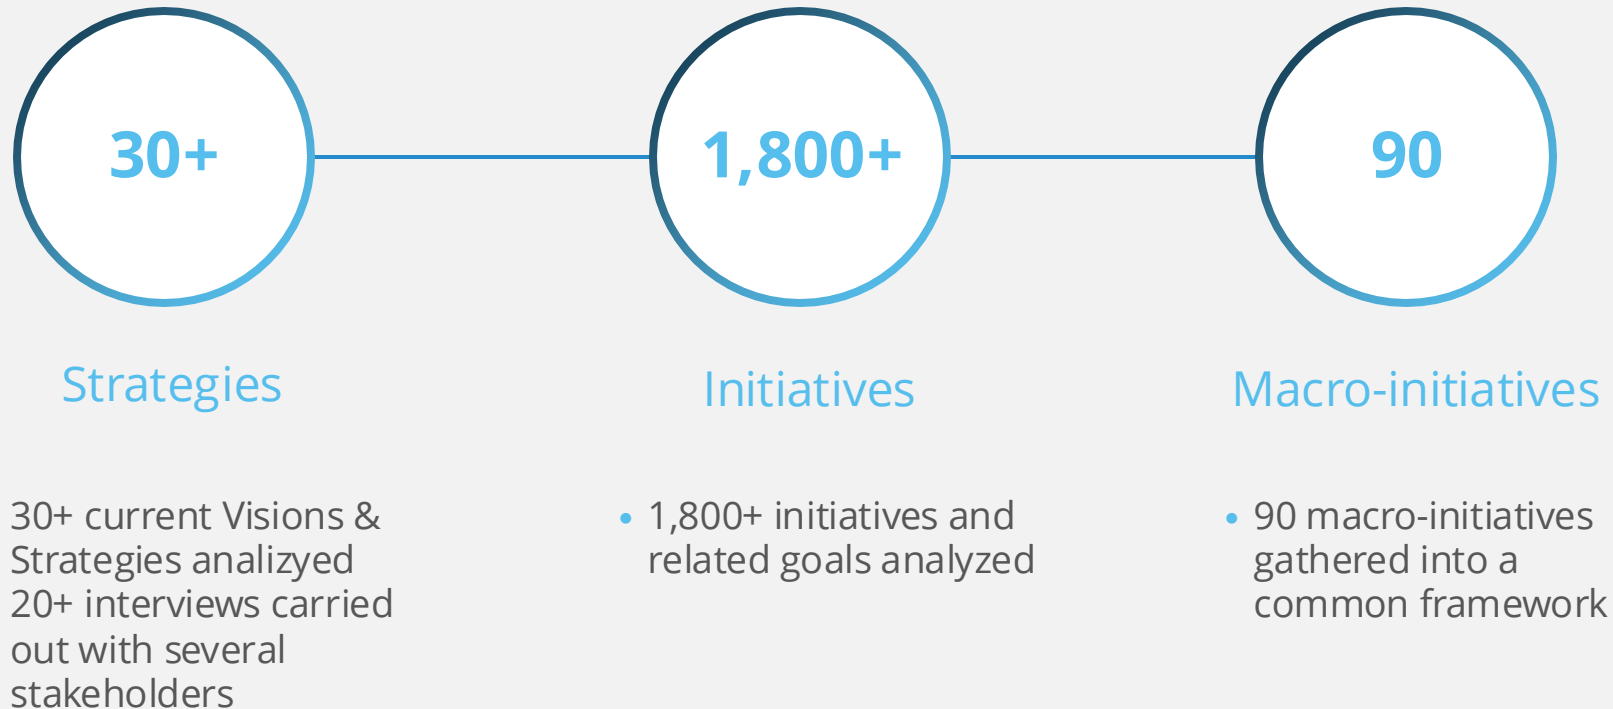 30+
1,800+
90
Strategies
Initiatives
Macro-initiatives
30+ current Visions &
Strategies analizyed
20+ interviews carried
out with several
stakeholders
• 1,800+ initiatives and
related goals analyzed
• 90 macro-initiatives
gathered into a
common framework